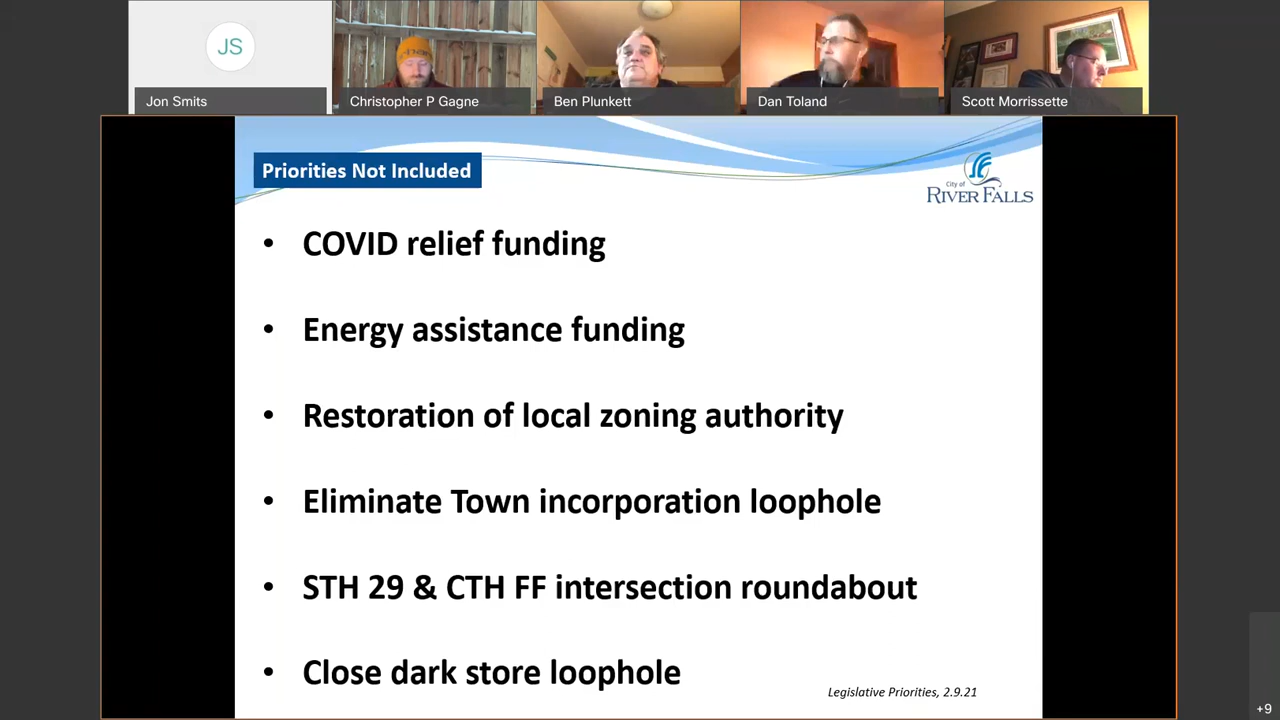 JS
Jon Smits
Christopher P Gagne
Ben Plunkett
Dan Toland
Scott Morrissette
Priorities Not Included
City of
RIVER FALLS
• COVID relief funding
• Energy assistance funding
• Restoration of local zoning authority
• Eliminate Town incorporation loophole
• STH 29 & CTH FF intersection roundabout
• Close dark store loophole
Legislative Priorities, 2.9.21
+9